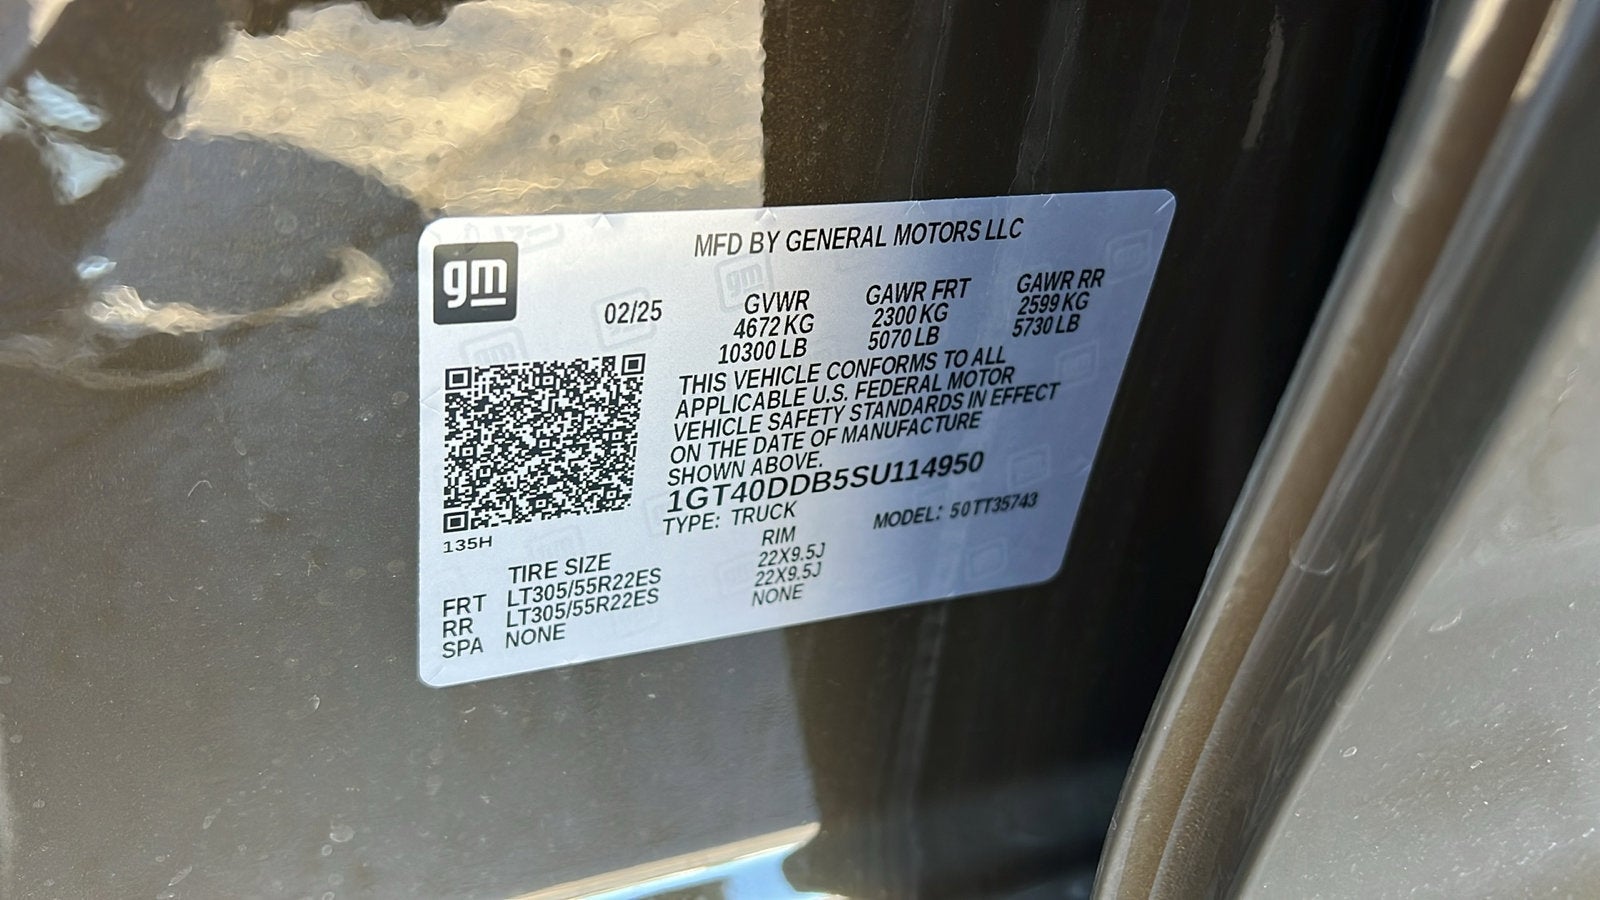 gm
MFD BY GENERAL MOTORS LLC
02/25
GVWR GAWR FRT GAWR RR
4672 KG 2300 KG 2599 KG
10300 LB 5070 LB 5730 LB
THIS VEHICLE CONFORMS TO ALL
APPLICABLE U.S. FEDERAL MOTOR
VEHICLE SAFETY STANDARDS IN EFFECT
ON THE DATE OF MANUFACTURE
SHOWN ABOVE.
1GT40DDB5SU114950
TYPE: TRUCK MODEL: 50TT35743
135H
TIRE SIZE RIM
FRT LT305/55R22ES 22X9.5J
RR LT305/55R22ES 22X9.5J
SPA NONE NONE